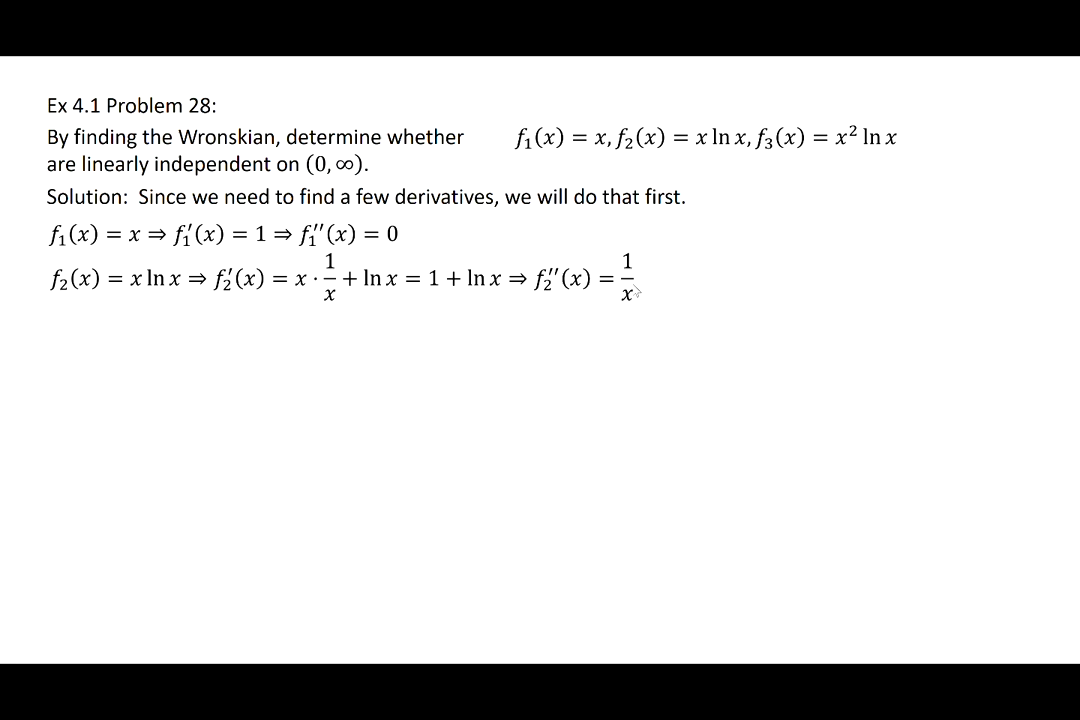 Ex 4.1 Problem 28:
By finding the Wronskian, determine whether f₁(x) = x, f₂(x) = x ln x, f₃(x) = x² ln x
are linearly independent on (0, ∞).
Solution: Since we need to find a few derivatives, we will do that first.
f₁(x) = x ⇒ f₁′(x) = 1 ⇒ f₁′′(x) = 0
f₂(x) = x ln x ⇒ f₂′(x) = x · 1/x + ln x = 1 + ln x ⇒ f₂′′(x) = 1/x